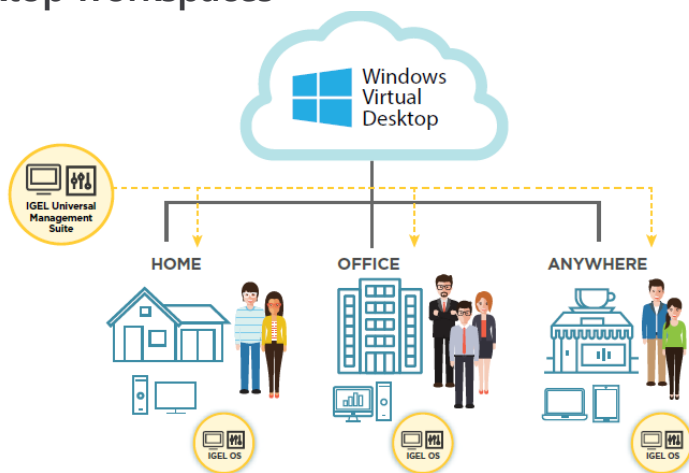 Windows
Virtual
Desktop
IGEL Universal
Management
Suite
HOME
OFFICE
ANYWHERE
IGEL OS
IGEL OS
IGEL OS